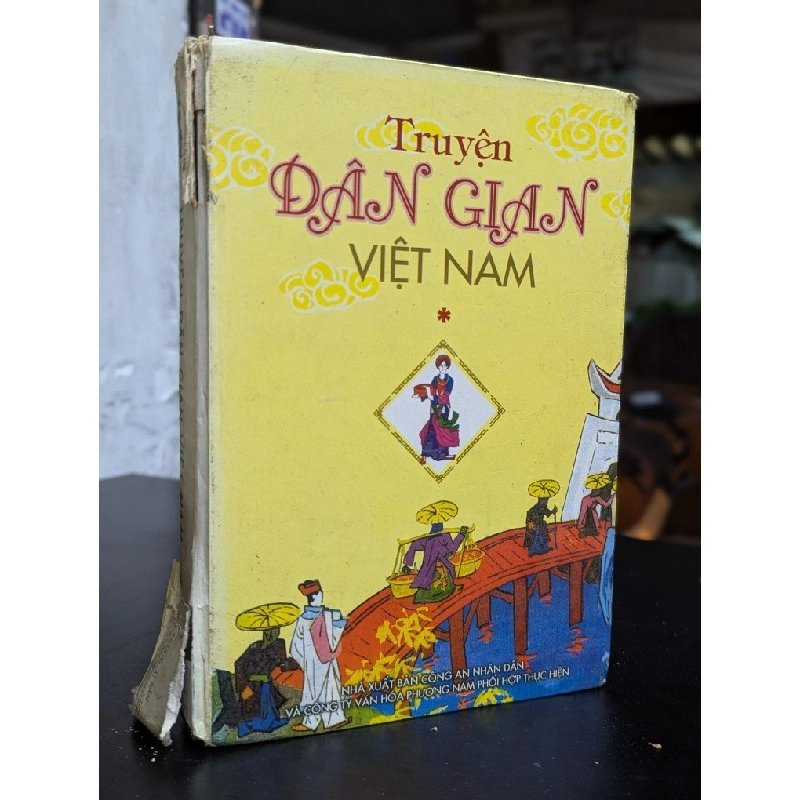 Truyện
DÂN GIAN
VIỆT NAM
*
NHÀ XUẤT BẢN CÔNG AN NHÂN DÂN
VÀ CÔNG TY VĂN HÓA PHƯƠNG NAM PHỐI HỢP THỰC HIỆN